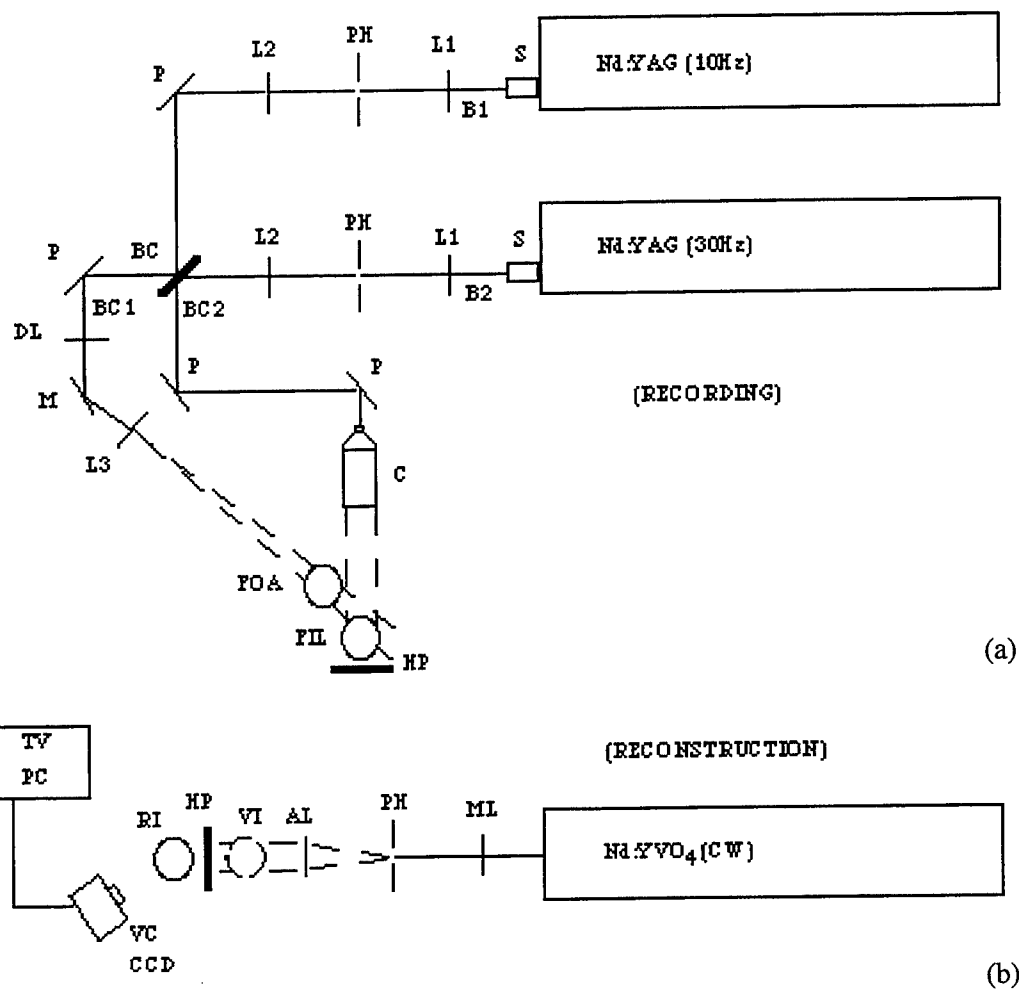 PH
L2
L1
S
P
Nd:YAG (10Hz)
B1
PH
L2
L1
S
P
BC
Nd:YAG (30Hz)
B2
BC1
BC2
DL
P
P
M
(RECORDING)
L3
C
FOA
FIL
HP
(a)
TV
PC
(RECONSTRUCTION)
RI
HP
VI
AL
PH
ML
Nd:YVO4 (CW)
VC
CCD
(b)